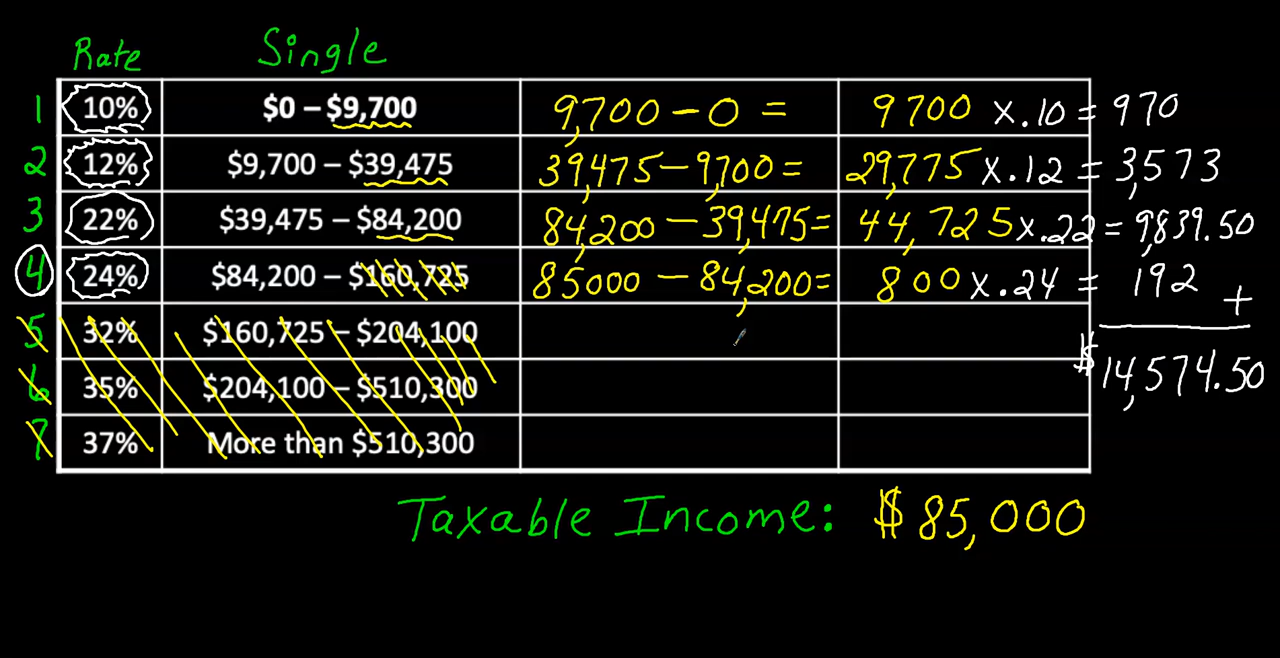 Rate Single
1 10% $0 – $9,700 9,700 – 0 = 9700 x.10 = 970
2 12% $9,700 – $39,475 39,475 – 9,700 = 29,775 x.12 = 3,573
3 22% $39,475 – $84,200 84,200 – 39,475 = 44,725 x.22 = 9,839.50
4 24% $84,200 – $160,725 85000 – 84,200 = 800 x.24 = 192 +
5 32% $160,725 – $204,100
$14,574.50
6 35% $204,100 – $510,300
7 37% More than $510,300
Taxable Income: $85,000